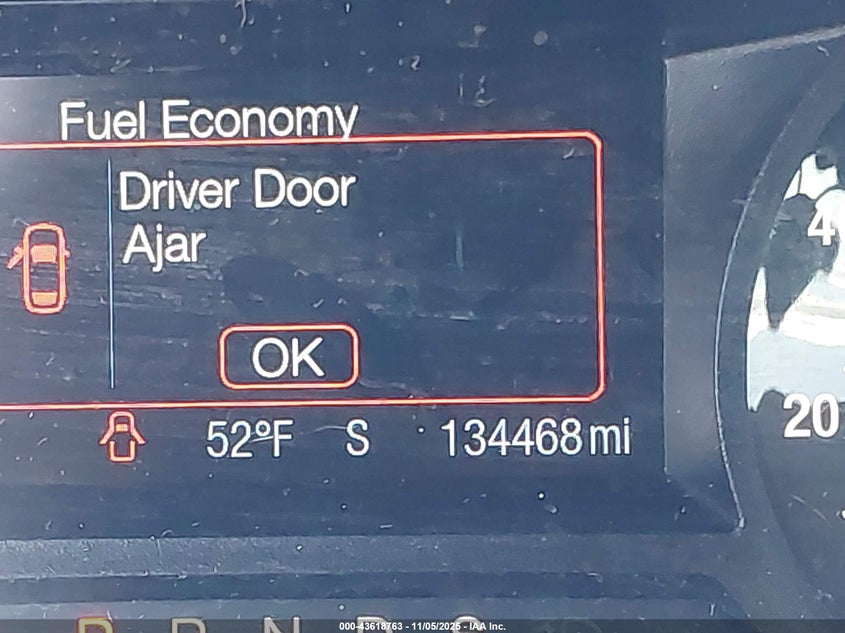 Fuel Economy
Driver Door
Ajar
OK
52°F S 134468 mi
4
20
P R N D S
000-43618763 - 11/05/2025 - IAA Inc.